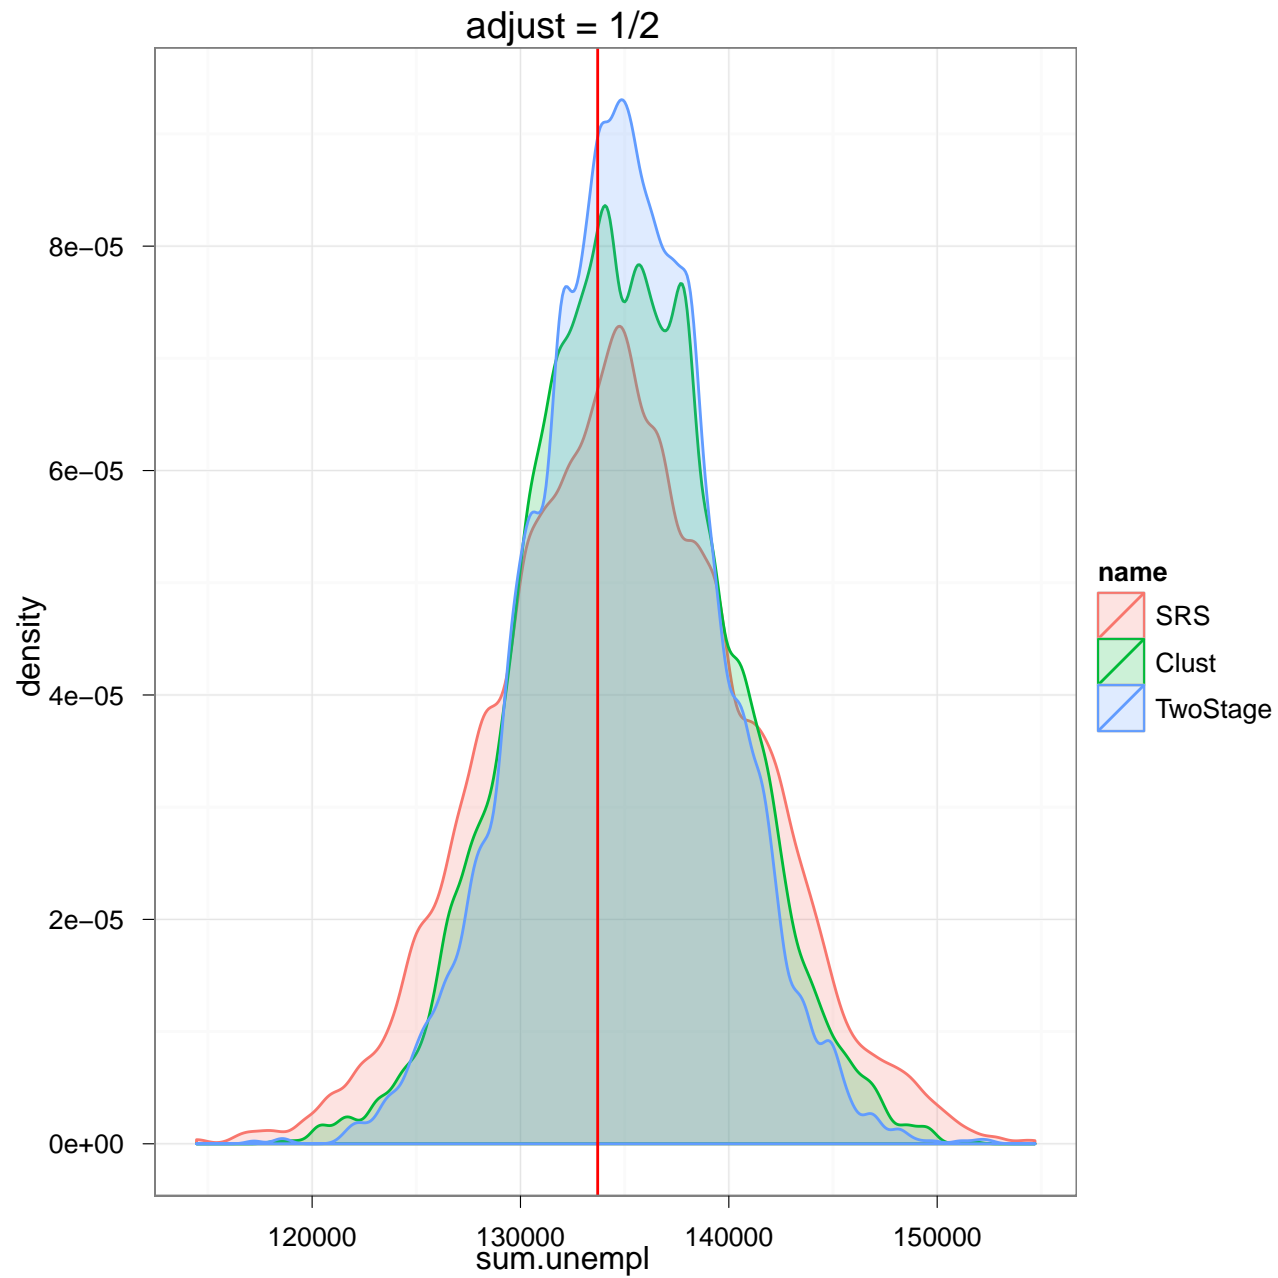 adjust = 1/2
density
8e−05
6e−05
4e−05
2e−05
0e+00
120000
130000
140000
150000
sum.unempl
name
SRS
Clust
TwoStage